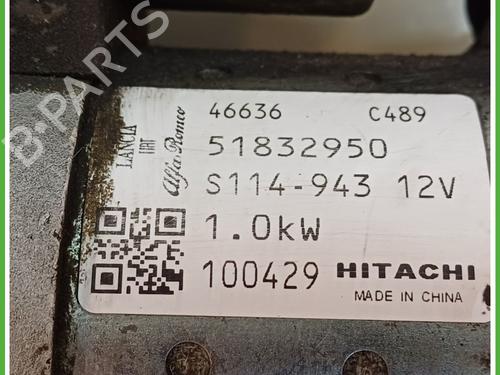 46636 C489
LANCIA
FIAT
Alfa Romeo
51832950
S114-943 12V
1.0kW
100429 HITACHI
MADE IN CHINA
B-PARTS